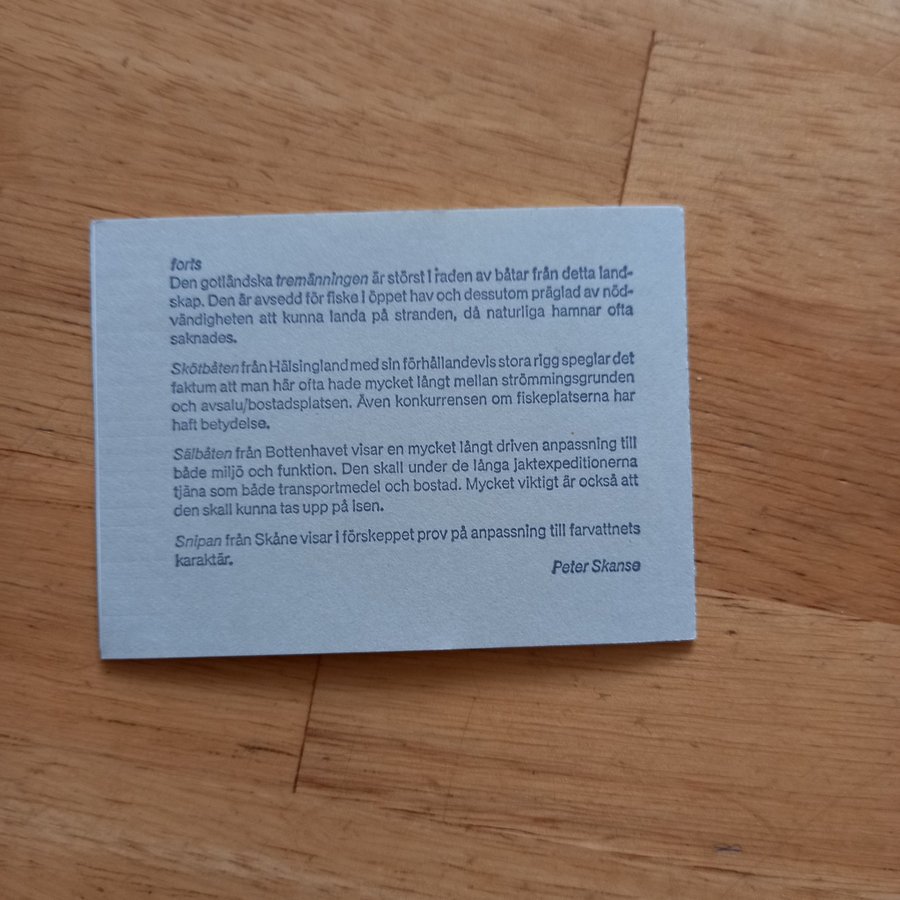 forts
Den gotländska tremänningen är störst i raden av båtar från detta land-
skap. Den är avsedd för fiske i öppet hav och dessutom präglad av nöd-
vändigheten att kunna landa på stranden, då naturliga hamnar ofta
saknades.
Skötbåten från Hälsingland med sin förhållandevis stora rigg speglar det
faktum att man här ofta hade mycket långt mellan strömmingsgrunden
och avsalu/bostadsplatsen. Även konkurrensen om fiskeplatserna har
haft betydelse.
Sälbåten från Bottenhavet visar en mycket långt driven anpassning till
både miljö och funktion. Den skall under de långa jaktexpeditionerna
tjäna som både transportmedel och bostad. Mycket viktigt är också att
den skall kunna tas upp på isen.
Snipan från Skåne visar i förskeppet prov på anpassning till farvattnets
karaktär.
Peter Skanse